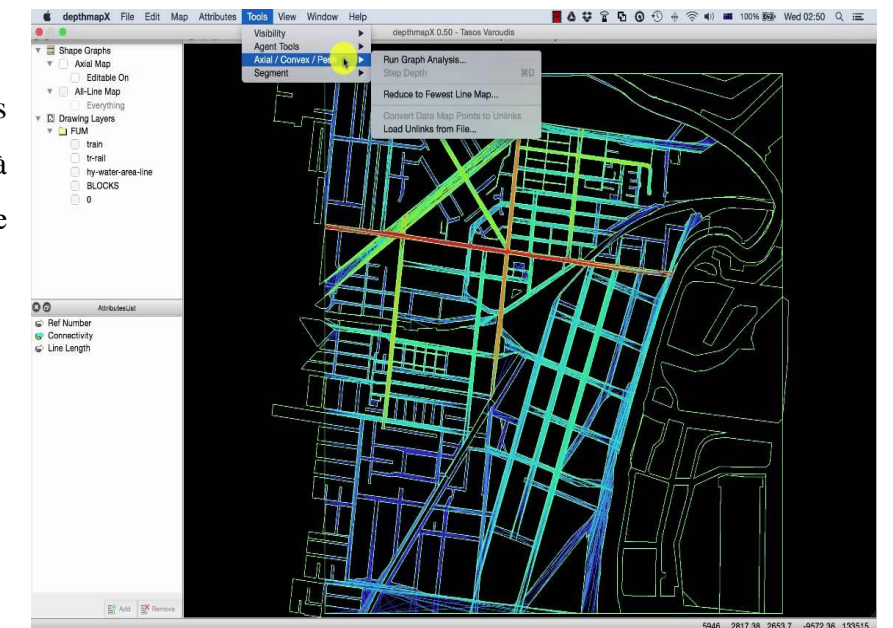 depthmapX File Edit Map Attributes Tools View Window Help 100% Wed 02:50
depthmapX 0.50 - Tasos Varoudis
Shape Graphs
Axial Map
Editable On
All-Line Map
Everything
Drawing Layers
FUM
train
tr-rail
hy-water-area-line
BLOCKS
0
Visibility
Agent Tools
Axial / Convex / Pesh
Segment
Run Graph Analysis...
Step Depth ⌘D
Reduce to Fewest Line Map...
Convert Data Map Points to Unlinks
Load Unlinks from File...
s
à
e
AttributesList
Ref Number
Connectivity
Line Length
Add Remove
5946 2817.38 2653.7 -9572.36 133515